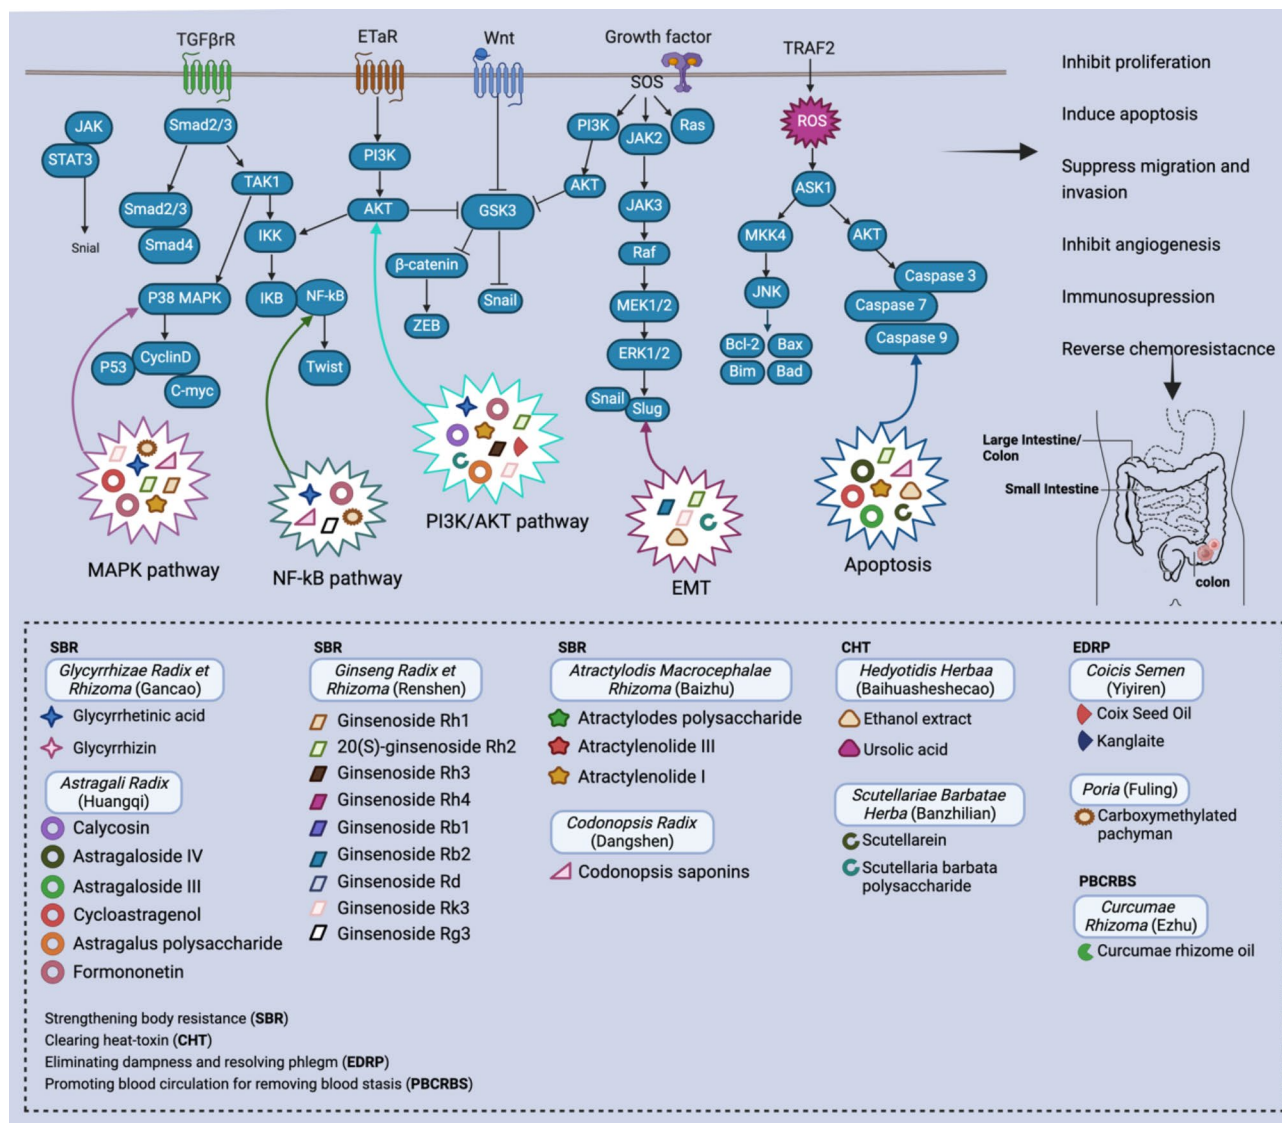 TGFβrR
ETaR
Wnt
Growth factor
TRAF2
SOS
JAK
STAT3
Snial
Smad2/3
TAK1
Smad2/3
Smad4
IKK
P38 MAPK
IKB
NF-kB
P53
CyclinD
C-myc
Twist
PI3K
AKT
GSK3
β-catenin
ZEB
Snail
PI3K
JAK2
Ras
AKT
JAK3
Raf
MEK1/2
ERK1/2
Snail
Slug
ROS
ASK1
MKK4
AKT
JNK
Caspase 3
Caspase 7
Caspase 9
Bcl-2
Bax
Bim
Bad
Inhibit proliferation
Induce apoptosis
Suppress migration and
invasion
Inhibit angiogenesis
Immunosupression
Reverse chemoresistacnce
Large Intestine/
Colon
Small Intestine
colon
MAPK pathway
NF-kB pathway
PI3K/AKT pathway
EMT
Apoptosis
SBR
Glycyrrhizae Radix et
Rhizoma (Gancao)
Glycyrrhetinic acid
Glycyrrhizin
Astragali Radix
(Huangqi)
Calycosin
Astragaloside IV
Astragaloside III
Cycloastragenol
Astragalus polysaccharide
Formononetin
SBR
Ginseng Radix et
Rhizoma (Renshen)
Ginsenoside Rh1
20(S)-ginsenoside Rh2
Ginsenoside Rh3
Ginsenoside Rh4
Ginsenoside Rb1
Ginsenoside Rb2
Ginsenoside Rd
Ginsenoside Rk3
Ginsenoside Rg3
SBR
Atractylodis Macrocephalae
Rhizoma (Baizhu)
Atractylodes polysaccharide
Atractylenolide III
Atractylenolide I
Codonopsis Radix
(Dangshen)
Codonopsis saponins
CHT
Hedyotidis Herbaa
(Baihuasheshecao)
Ethanol extract
Ursolic acid
Scutellariae Barbatae
Herba (Banzhilian)
Scutellarein
Scutellaria barbata
polysaccharide
EDRP
Coicis Semen
(Yiyiren)
Coix Seed Oil
Kanglaite
Poria (Fuling)
Carboxymethylated
pachyman
PBCRBS
Curcumae
Rhizoma (Ezhu)
Curcumae rhizome oil
Strengthening body resistance (SBR)
Clearing heat-toxin (CHT)
Eliminating dampness and resolving phlegm (EDRP)
Promoting blood circulation for removing blood stasis (PBCRBS)